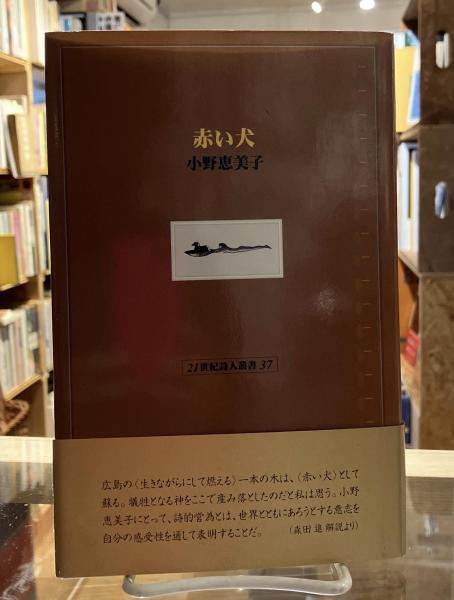 赤い犬
小野恵美子
21世紀詩人叢書・37
広島の〈生きながらにして燃える〉一本の木は、〈赤い犬〉として
蘇る。犠牲となる神をここで産み落としたのだと私は思う。小野
恵美子にとって、詩的営為とは、世界とともにあろうとする意志を
自分の感受性を通して表明することだ。
（森田進 解説より）